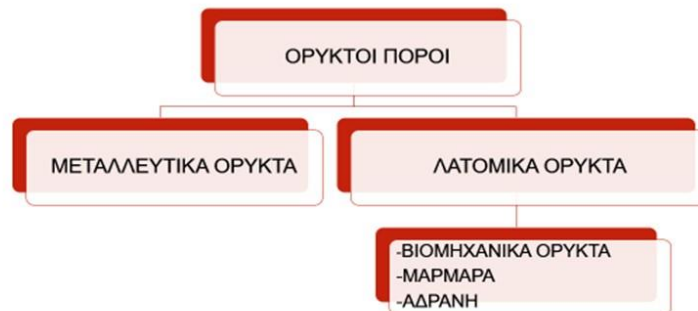 ΟΡΥΚΤΟΙ ΠΟΡΟΙ
ΜΕΤΑΛΛΕΥΤΙΚΑ ΟΡΥΚΤΑ
ΛΑΤΟΜΙΚΑ ΟΡΥΚΤΑ
-ΒΙΟΜΗΧΑΝΙΚΑ ΟΡΥΚΤΑ
-ΜΑΡΜΑΡΑ
-ΑΔΡΑΝΗ